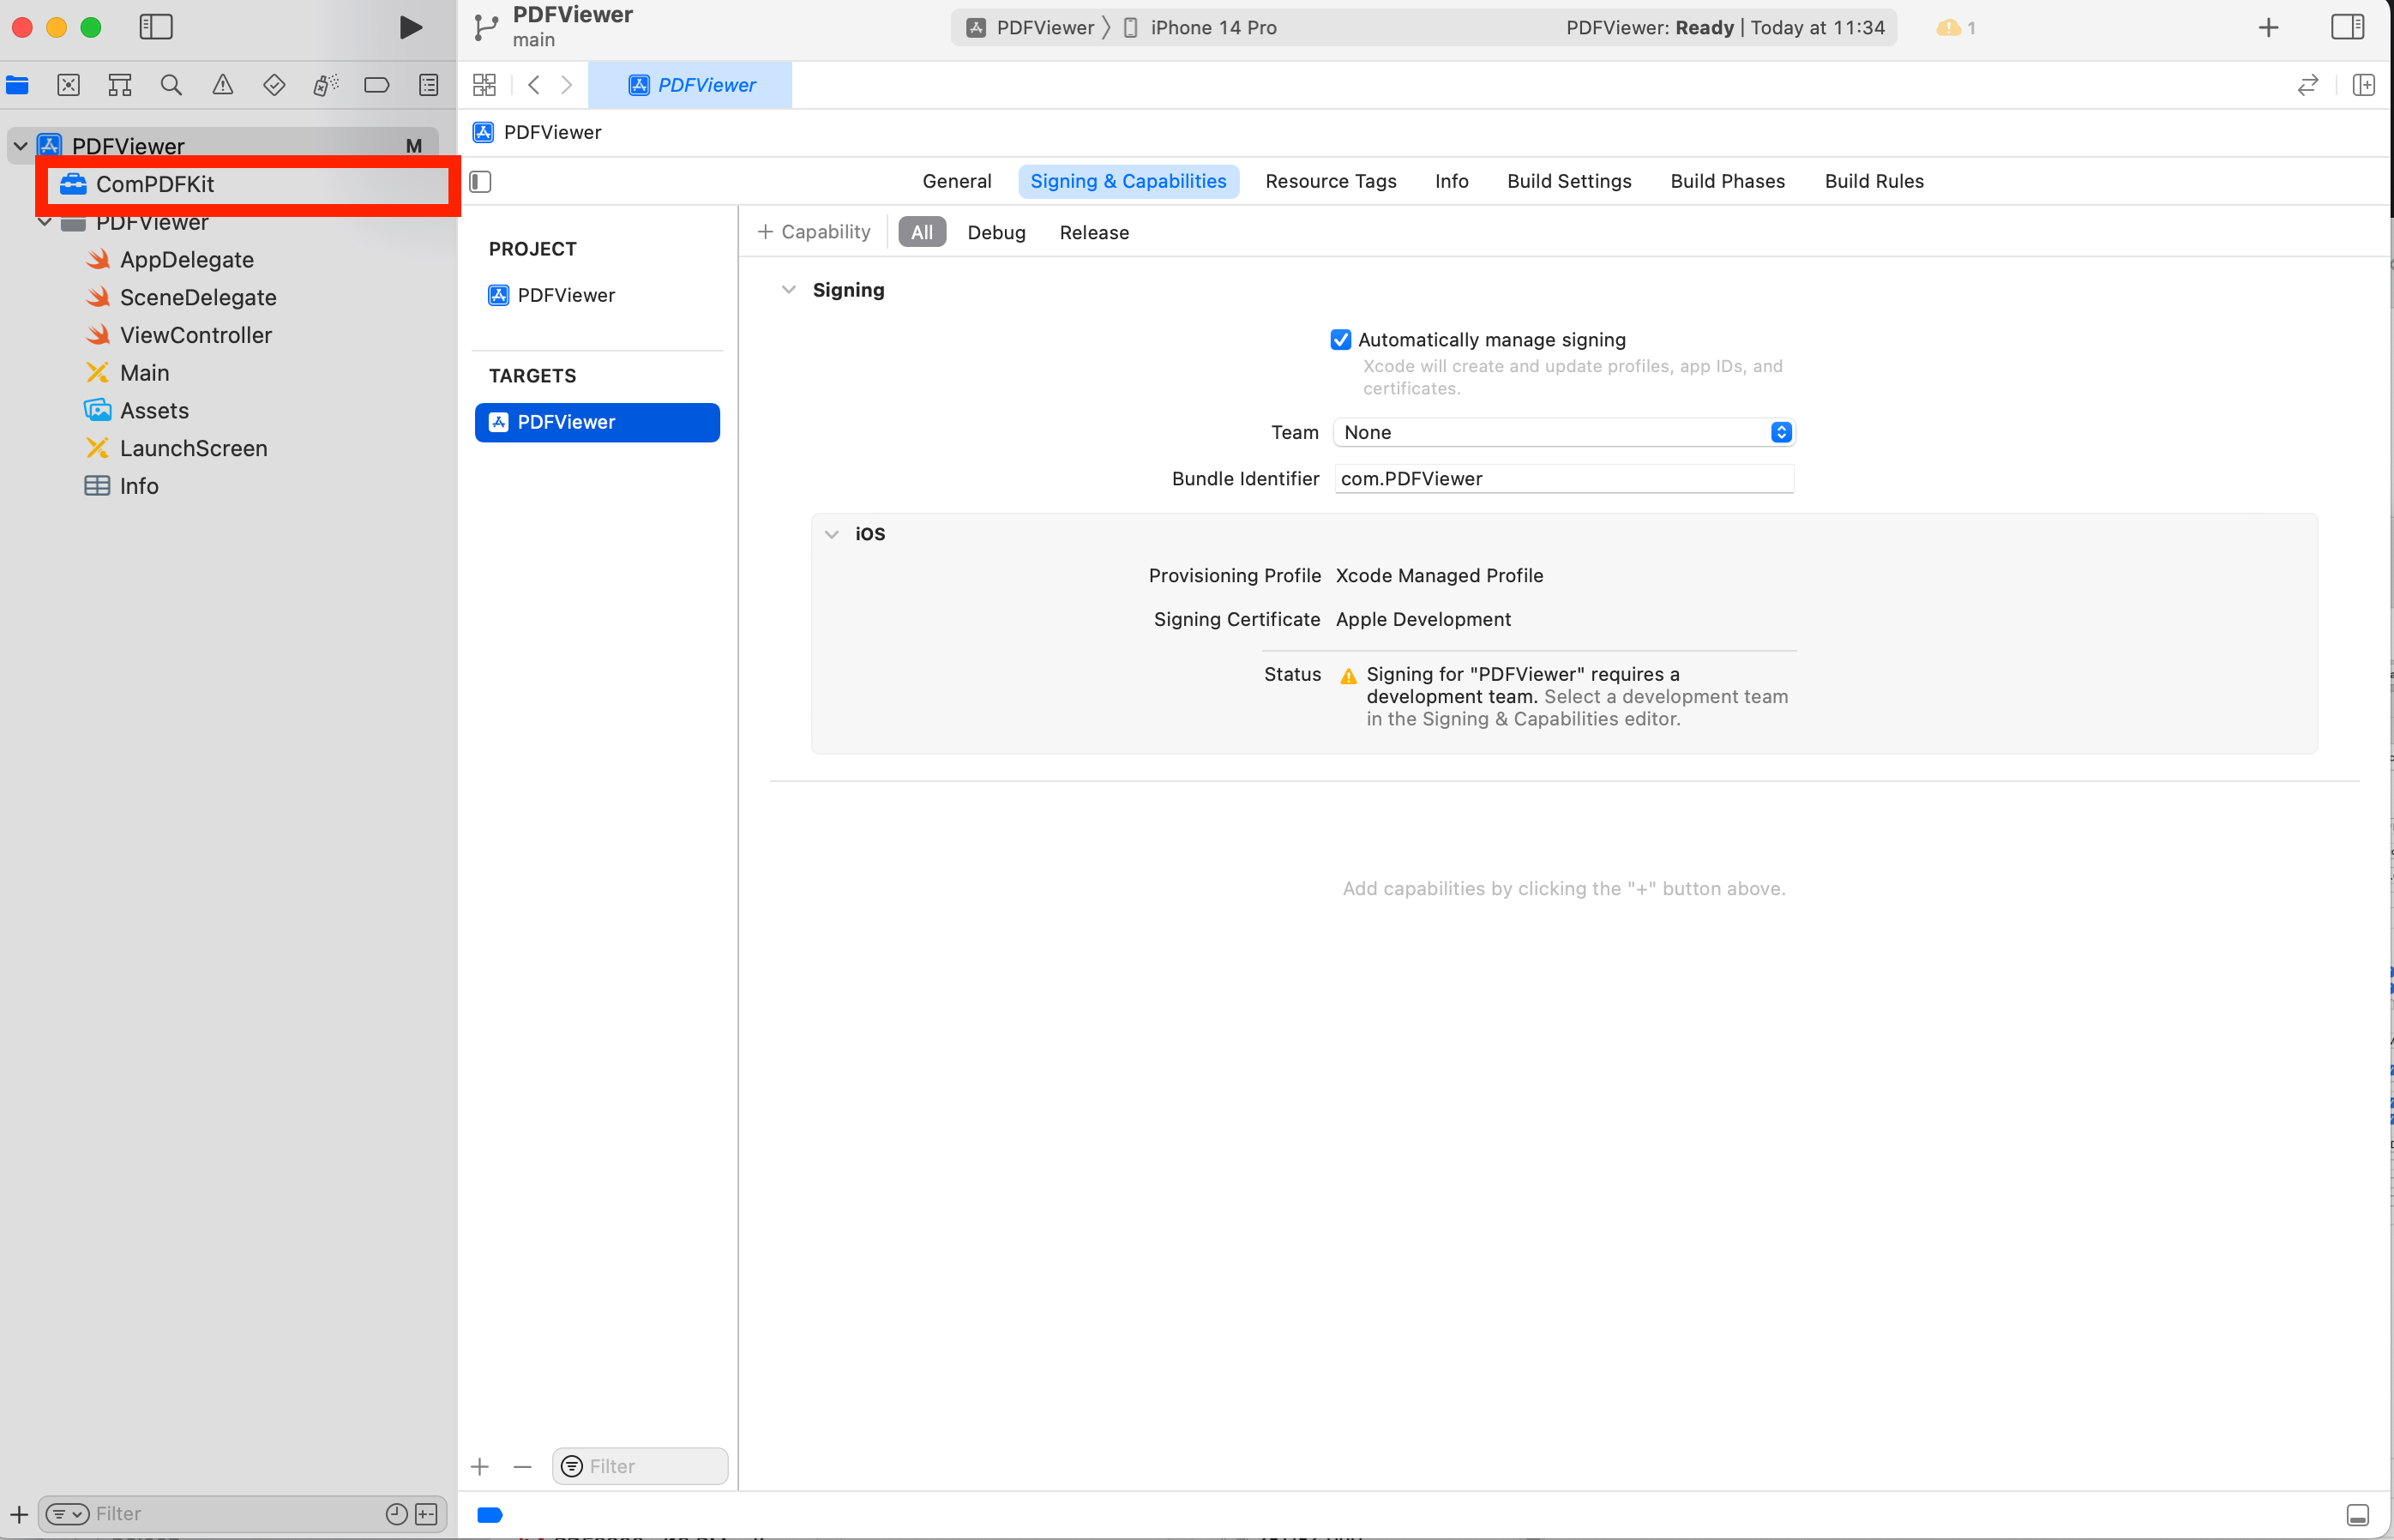 PDFViewer
main
PDFViewer
iPhone 14 Pro
PDFViewer: Ready | Today at 11:34
1
PDFViewer
PDFViewer
PDFViewer
M
ComPDFKit
PDFViewer
AppDelegate
SceneDelegate
ViewController
Main
Assets
LaunchScreen
Info
Filter
General
Signing & Capabilities
Resource Tags
Info
Build Settings
Build Phases
Build Rules
PROJECT
PDFViewer
TARGETS
PDFViewer
Filter
+ Capability
All
Debug
Release
Signing
Automatically manage signing
Xcode will create and update profiles, app IDs, and
certificates.
Team
None
Bundle Identifier
com.PDFViewer
iOS
Provisioning Profile
Xcode Managed Profile
Signing Certificate
Apple Development
Status
Signing for "PDFViewer" requires a
development team. Select a development team
in the Signing & Capabilities editor.
Add capabilities by clicking the "+" button above.